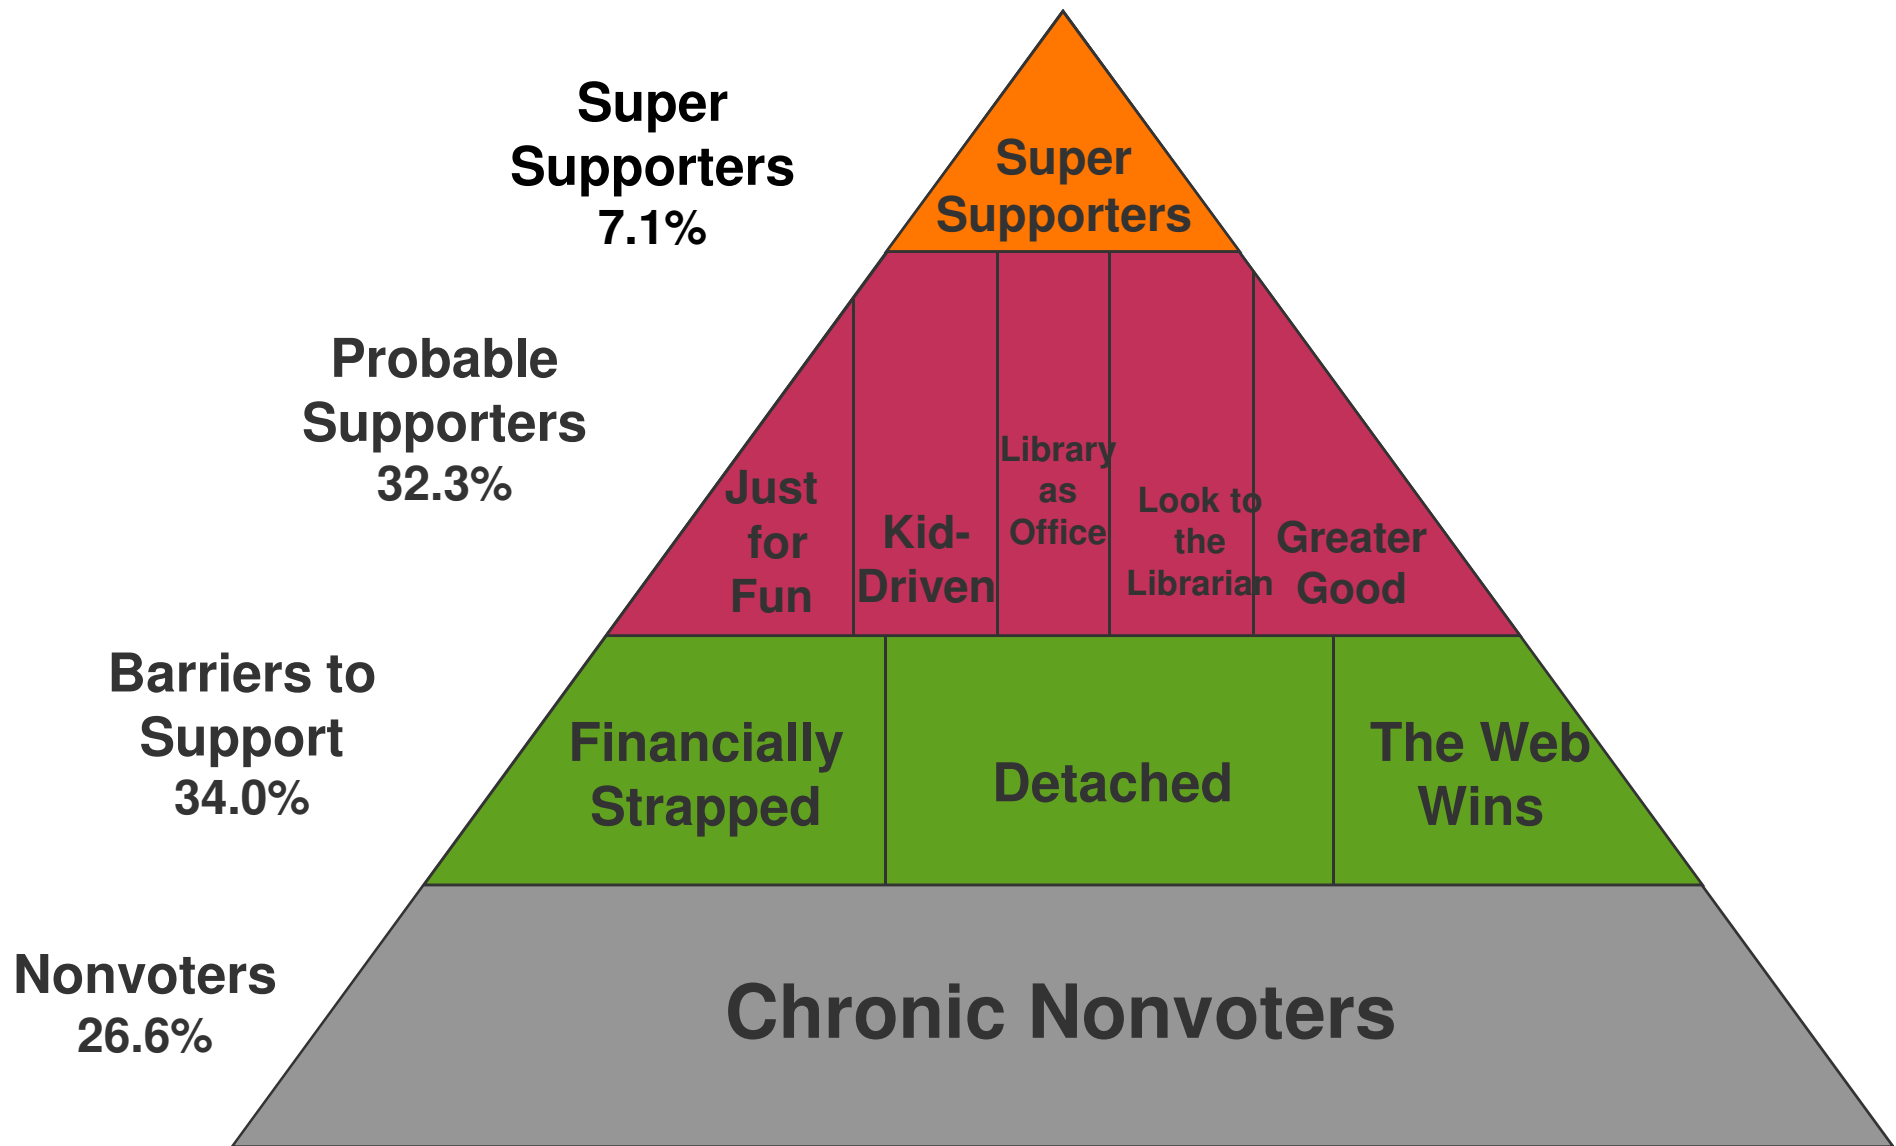 Super
Supporters
7.1%
Super
Supporters
Probable
Supporters
32.3%
Just
for
Fun
Kid-
Driven
Library
as
Office
Look to
the
Librarian
Greater
Good
Barriers to
Support
34.0%
Financially
Strapped
Detached
The Web
Wins
Nonvoters
26.6%
Chronic Nonvoters